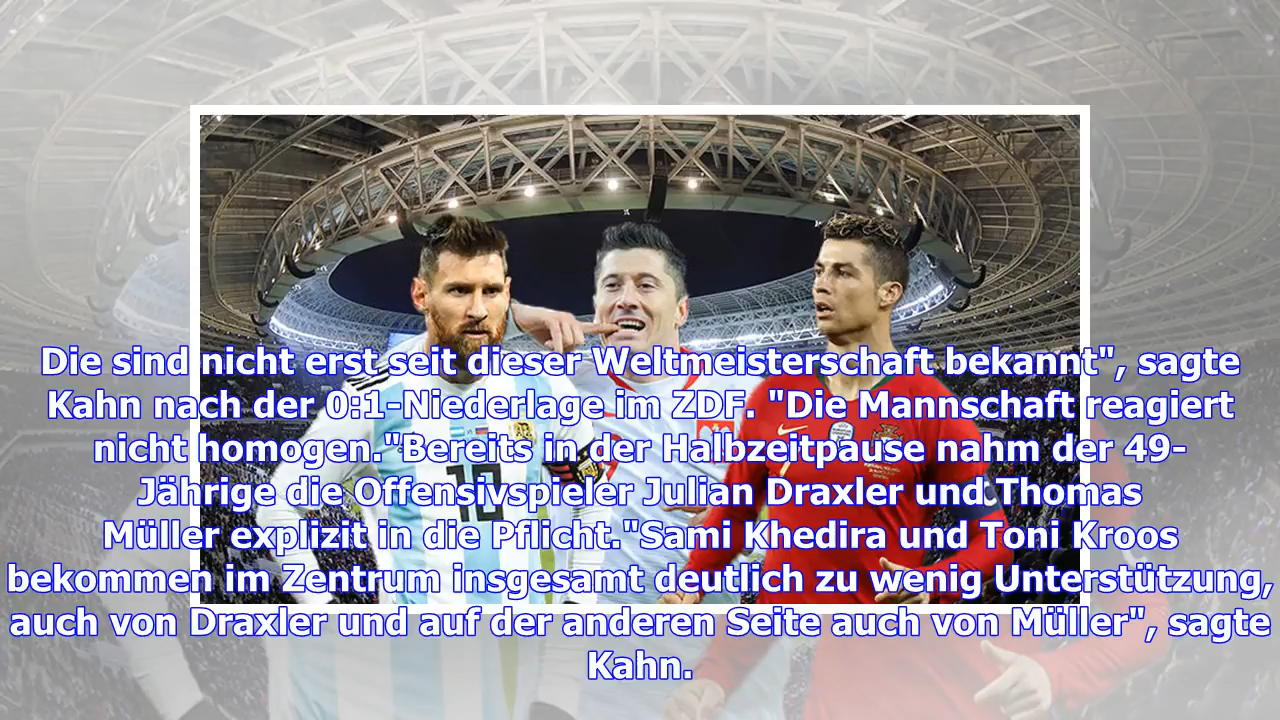 Die sind nicht erst seit dieser Weltmeisterschaft bekannt", sagte
Kahn nach der 0:1-Niederlage im ZDF. "Die Mannschaft reagiert
nicht homogen."Bereits in der Halbzeitpause nahm der 49-
Jährige die Offensivspieler Julian Draxler und Thomas
Müller explizit in die Pflicht."Sami Khedira und Toni Kroos
bekommen im Zentrum insgesamt deutlich zu wenig Unterstützung,
auch von Draxler und auf der anderen Seite auch von Müller", sagte
Kahn.
10